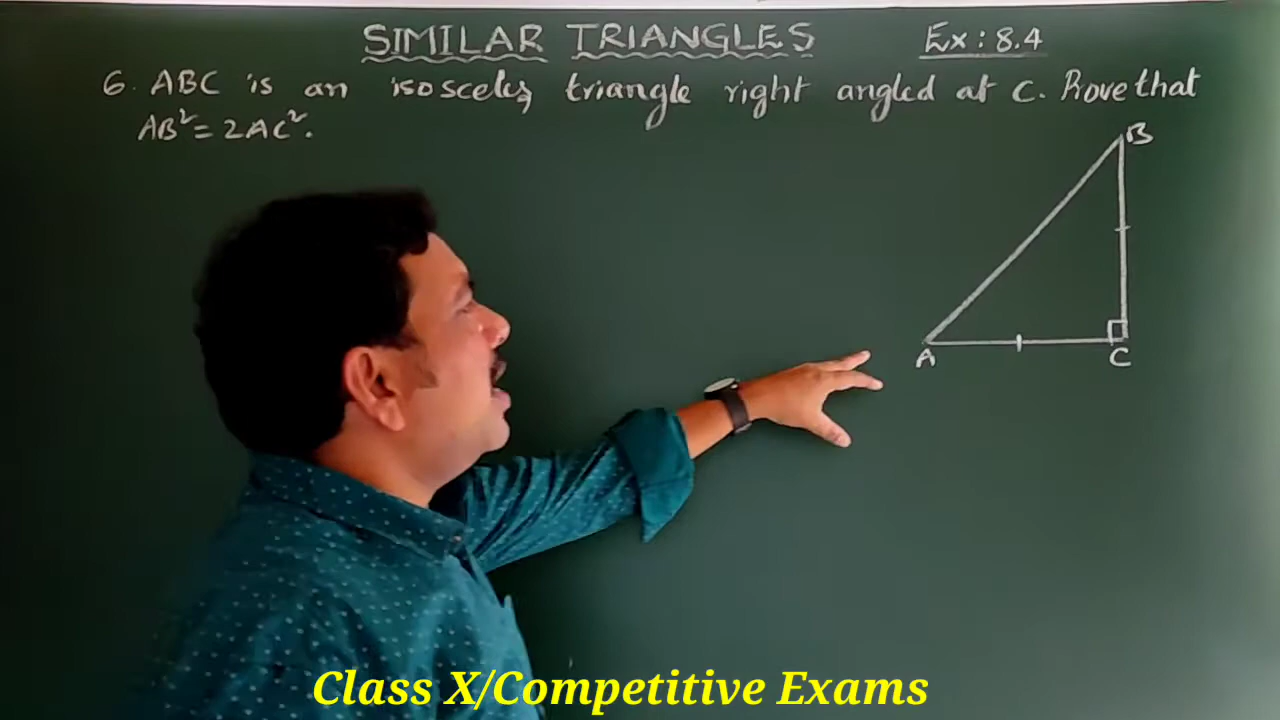 SIMILAR TRIANGLES Ex: 8.4
6. ABC is an isosceles triangle right angled at C. Prove that
AB² = 2AC².
B
A
C
Class X/Competitive Exams